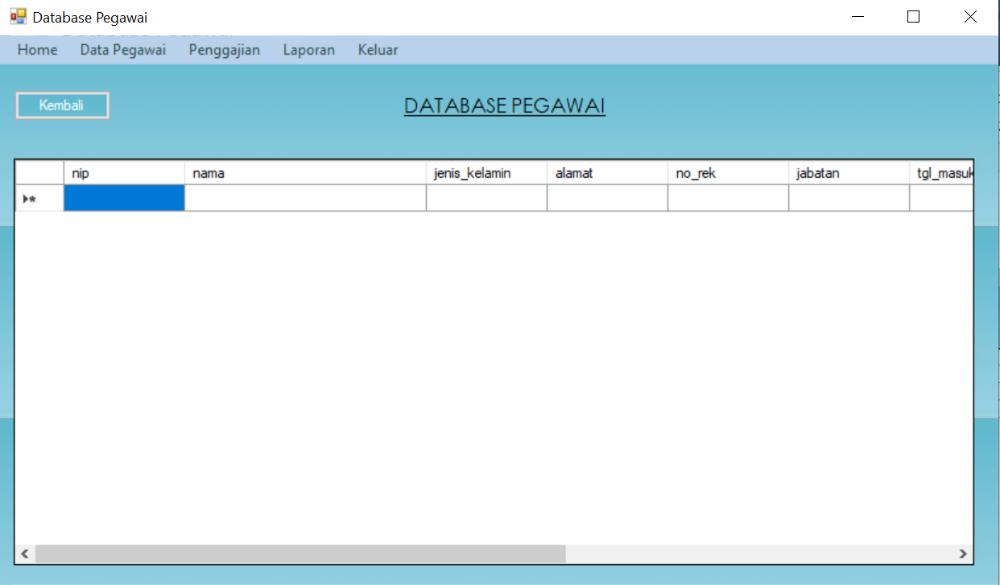 Database Pegawai
Home Data Pegawai Penggajian Laporan Keluar
Kembali
DATABASE PEGAWAI
nip nama jenis_kelamin alamat no_rek jabatan tgl_masuk